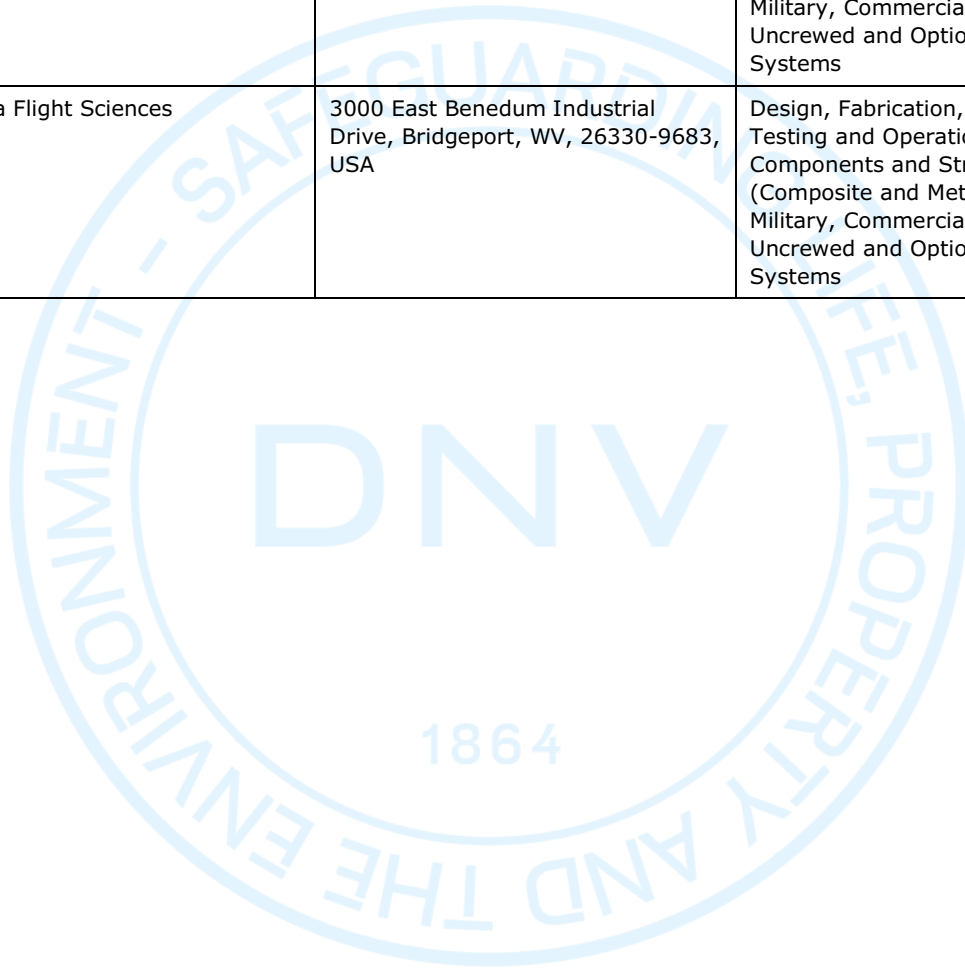 Military, Commercia
Uncrewed and Optio
Systems
a Flight Sciences
3000 East Benedum Industrial
Drive, Bridgeport, WV, 26330-9683,
USA
Design, Fabrication,
Testing and Operatio
Components and Str
(Composite and Met
Military, Commercia
Uncrewed and Optio
Systems
SAFEGUARDING LIFE, PROPERTY AND THE ENVIRONMENT –
DNV
1864